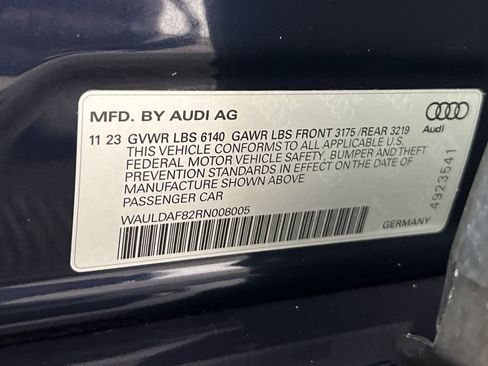 MFD. BY AUDI AG
11 23 GVWR LBS 6140 GAWR LBS FRONT 3175 /REAR 3219
THIS VEHICLE CONFORMS TO ALL APPLICABLE U.S.
FEDERAL MOTOR VEHICLE SAFETY, BUMPER AND THEFT
PREVENTION STANDARDS IN EFFECT ON THE DATE OF
MANUFACTURE SHOWN ABOVE
PASSENGER CAR
WAULDAF82RN008005
GERMANY
Audi
4923541